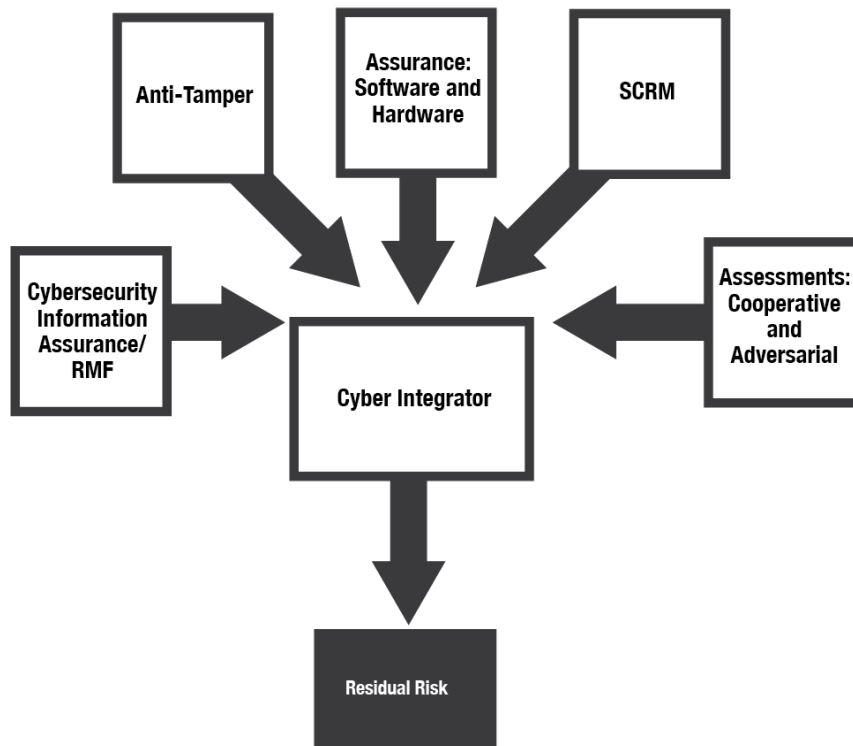 Anti-Tamper
Assurance:
Software and
Hardware
SCRM
Cybersecurity
Information
Assurance/
RMF
Assessments:
Cooperative
and
Adversarial
Cyber Integrator
Residual Risk